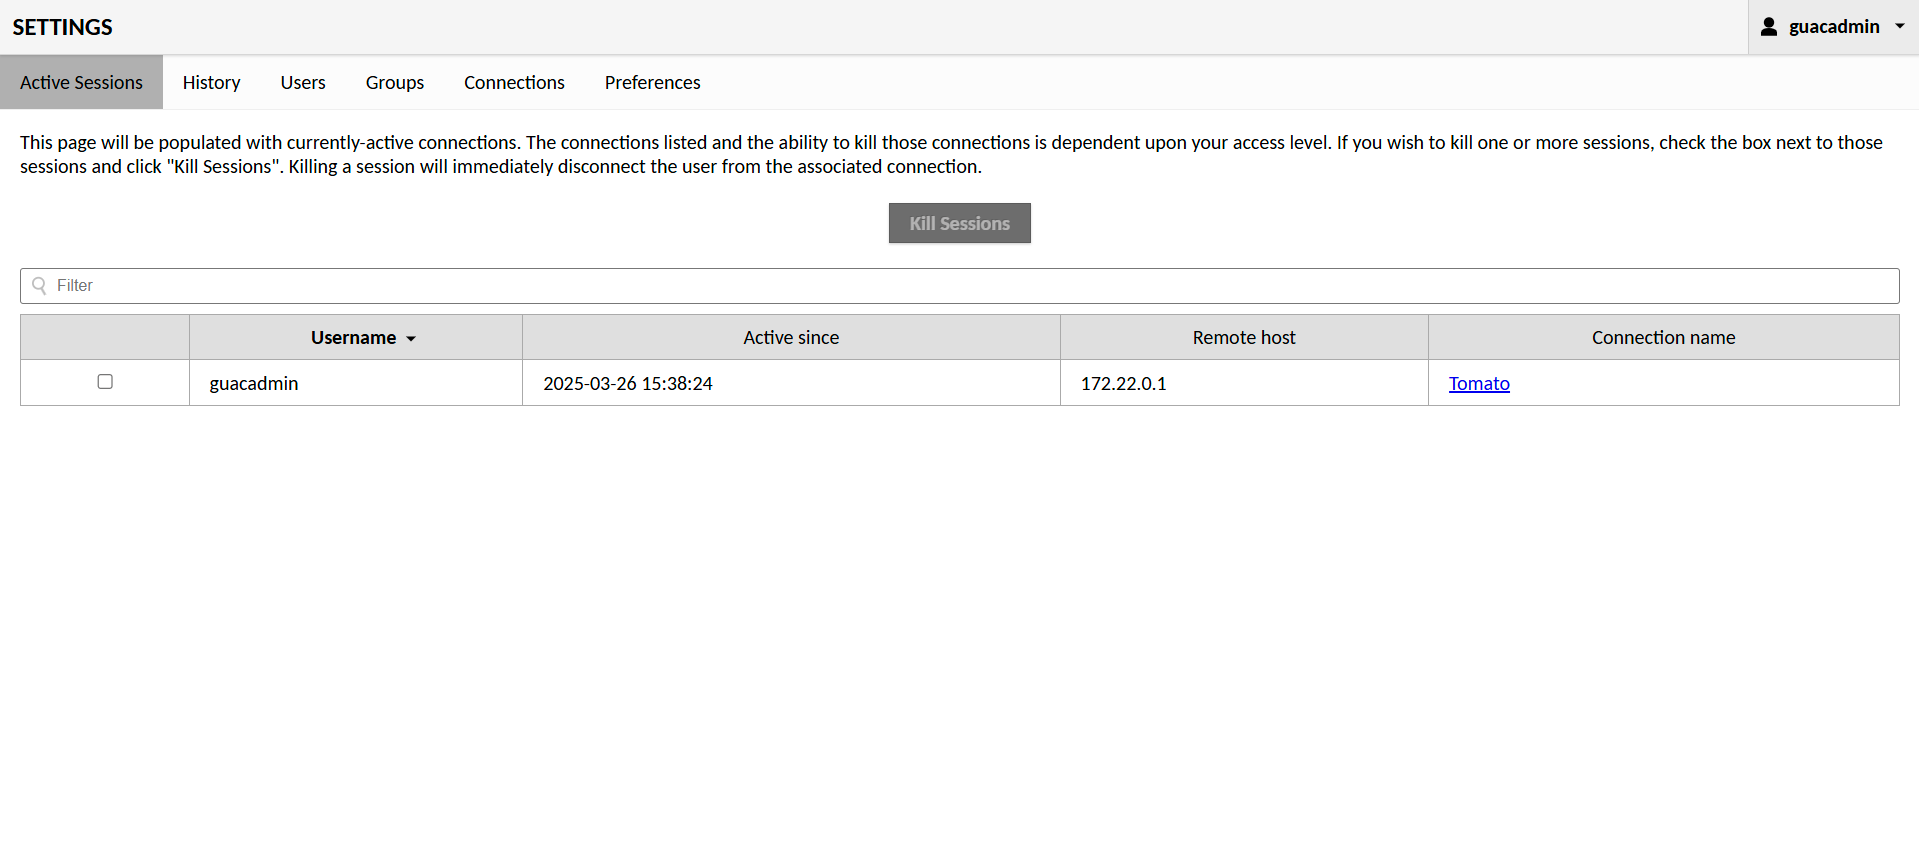 SETTINGS
guacadmin
Active Sessions History Users Groups Connections Preferences
This page will be populated with currently-active connections. The connections listed and the ability to kill those connections is dependent upon your access level. If you wish to kill one or more sessions, check the box next to those
sessions and click "Kill Sessions". Killing a session will immediately disconnect the user from the associated connection.
Kill Sessions
Filter
Username Active since Remote host Connection name
guacadmin 2025-03-26 15:38:24 172.22.0.1 Tomato